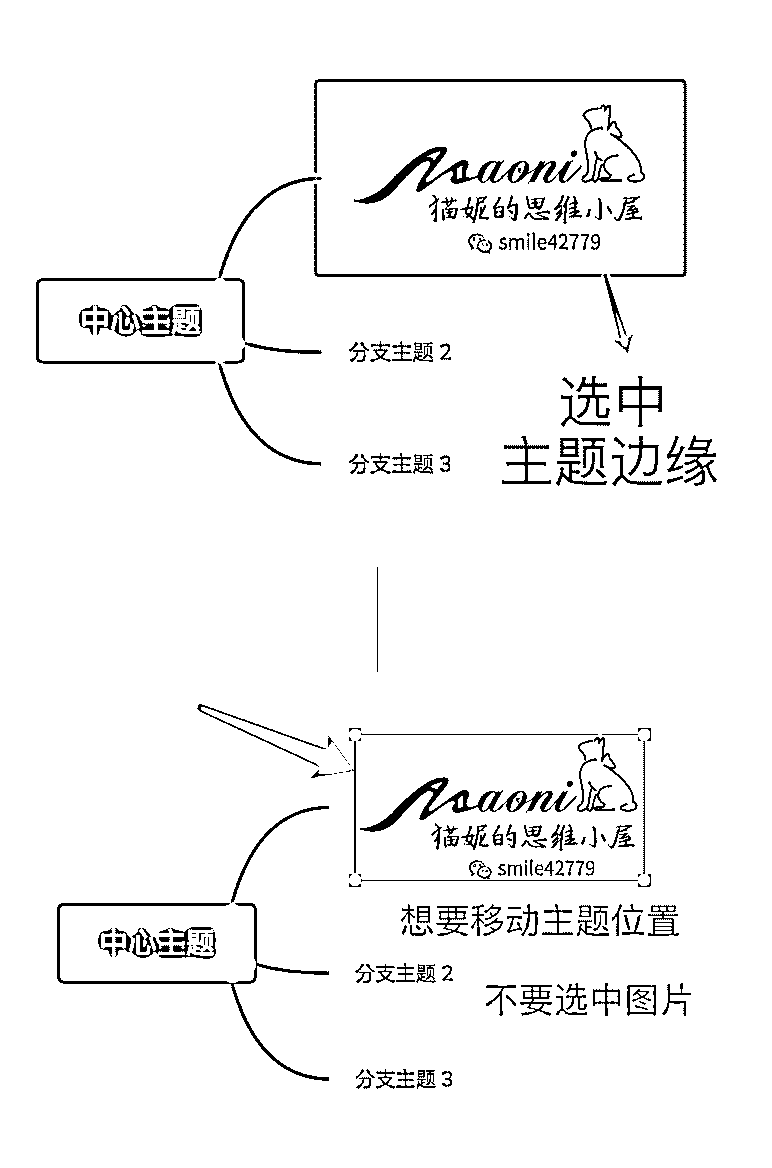 Asaoni
猫妮的思维小屋
smile42779
中心主题
分支主题 2
选中
主题边缘
分支主题 3
Asaoni
猫妮的思维小屋
smile42779
想要移动主题位置
中心主题
分支主题 2
不要选中图片
分支主题 3